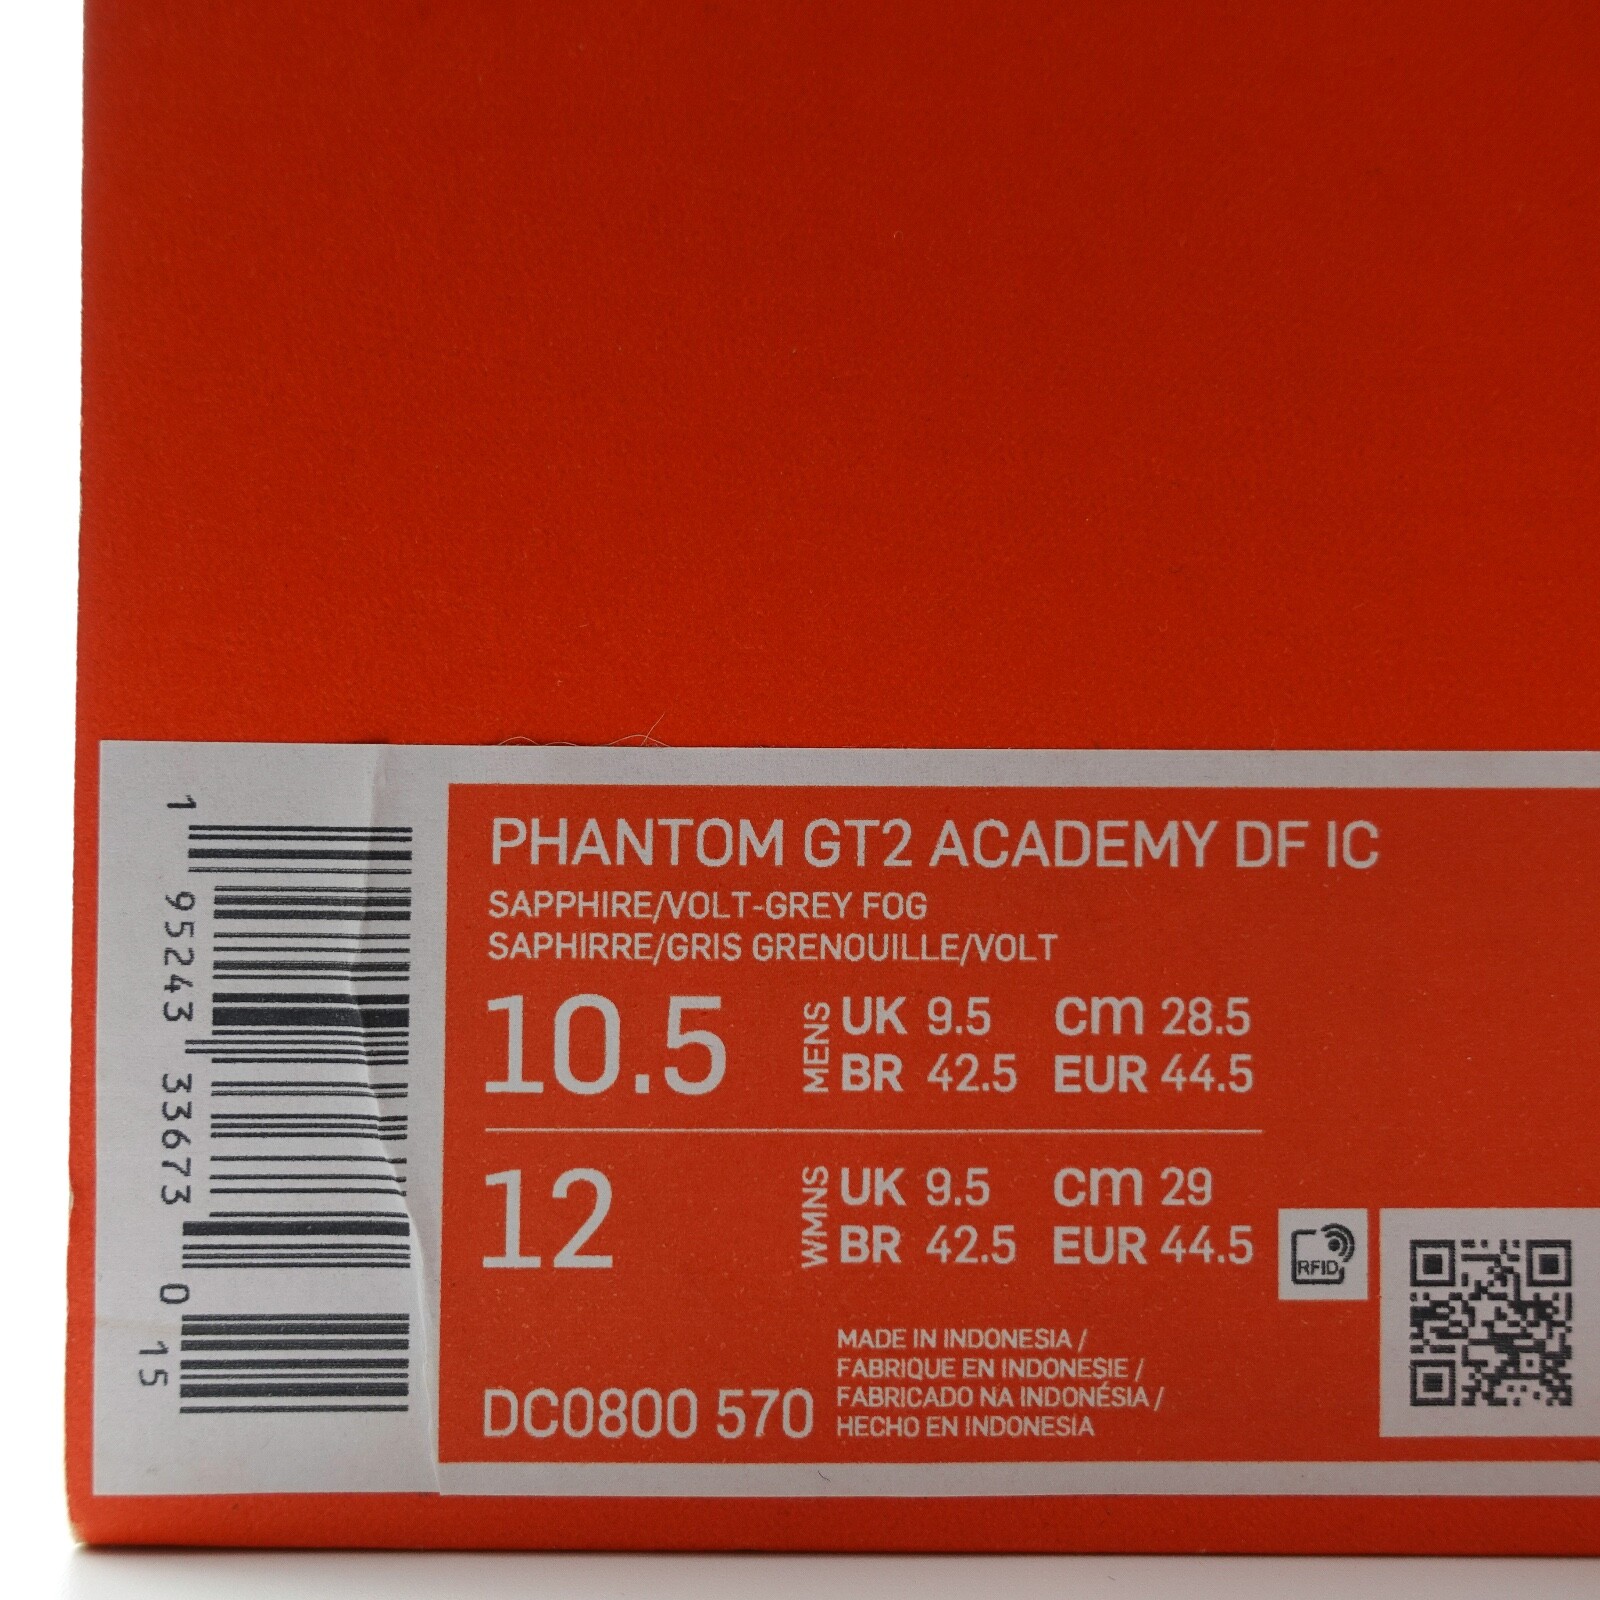 1 95243 33673 0 15
PHANTOM GT2 ACADEMY DF IC
SAPPHIRE/VOLT-GREY FOG
SAPHIRRE/GRIS GRENOUILLE/VOLT
10.5 MENS UK 9.5 cm 28.5
BR 42.5 EUR 44.5
12 WMNS UK 9.5 cm 29
BR 42.5 EUR 44.5
RFID
MADE IN INDONESIA /
FABRIQUE EN INDONESIE /
FABRICADO NA INDONÉSIA /
HECHO EN INDONESIA
DC0800 570